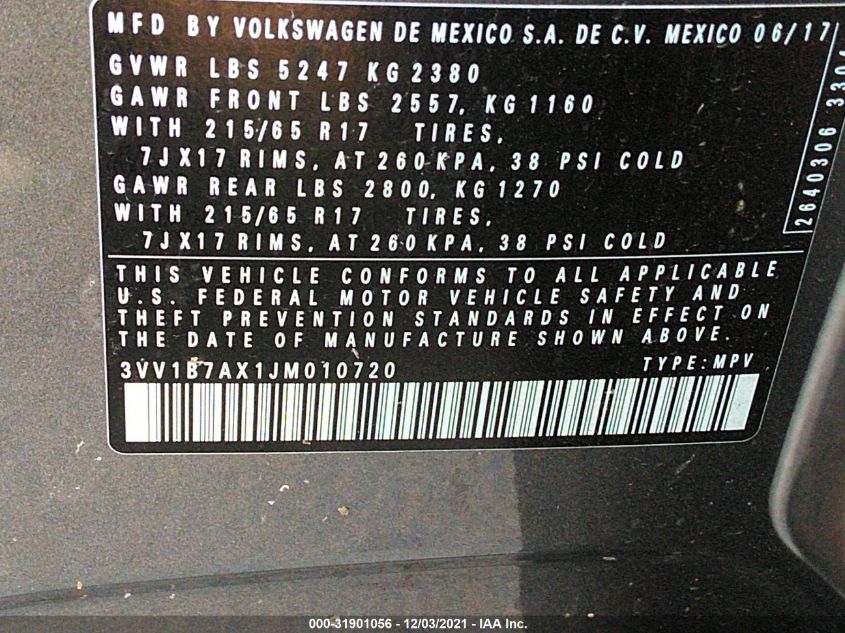 MFD BY VOLKSWAGEN DE MEXICO S.A. DE C.V. MEXICO 06/17
GVWR LBS 5247 KG 2380
GAWR FRONT LBS 2557, KG 1160
WITH 215/65 R17 TIRES,
7JX17 RIMS, AT 260 KPA, 38 PSI COLD
GAWR REAR LBS 2800, KG 1270
WITH 215/65 R17 TIRES,
7JX17 RIMS, AT 260 KPA, 38 PSI COLD
THIS VEHICLE CONFORMS TO ALL APPLICABLE
U.S. FEDERAL MOTOR VEHICLE SAFETY AND
THEFT PREVENTION STANDARDS IN EFFECT ON
THE DATE OF MANUFACTURE SHOWN ABOVE.
3VV1B7AX1JM010720 TYPE: MPV
2640306 3304
000-31901056 - 12/03/2021 - IAA Inc.